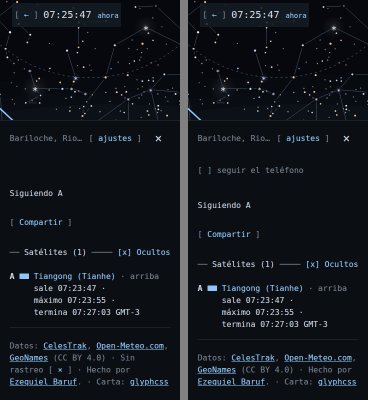 [ ← ] 07:25:47 ahora
Bariloche, Río… [ ajustes ] ×
Siguiendo A
[ Compartir ]
── Satélites (1) ──── [x] Ocultos
A Tiangong (Tianhe) · arriba
sale 07:23:47 ·
máximo 07:23:55 ·
termina 07:27:03 GMT-3
Datos: CelesTrak, Open-Meteo.com,
GeoNames (CC BY 4.0) · Sin
rastreo [ × ] · Hecho por
Ezequiel Baruf. · Carta: glyphcss
[ ← ] 07:25:47 ahora
Bariloche, Río… [ ajustes ] ×
[ ] seguir el teléfono
Siguiendo A
[ Compartir ]
── Satélites (1) ──── [x] Ocultos
A Tiangong (Tianhe) · arriba
sale 07:23:47 ·
máximo 07:23:55 ·
termina 07:27:03 GMT-3
Datos: CelesTrak, Open-Meteo.com,
GeoNames (CC BY 4.0) · Sin
rastreo [ × ] · Hecho por
Ezequiel Baruf. · Carta: glyphcss